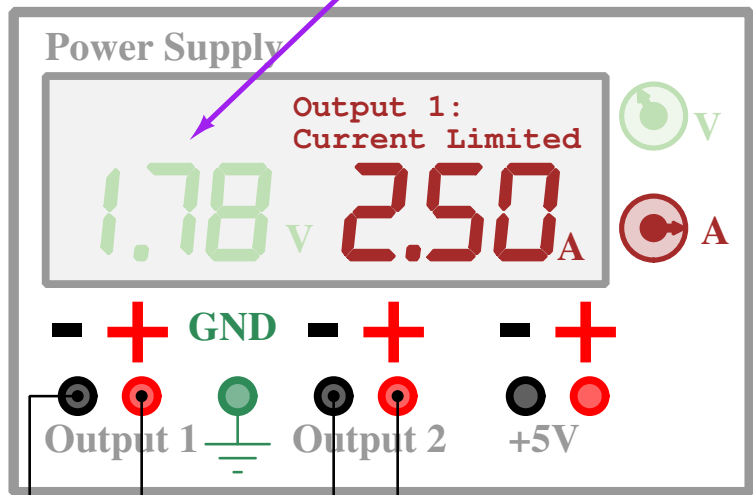 Power Supply
Output 1:
Current Limited
1.78 V 2.50 A
V
A
- + GND - + - +
Output 1 Output 2 +5V